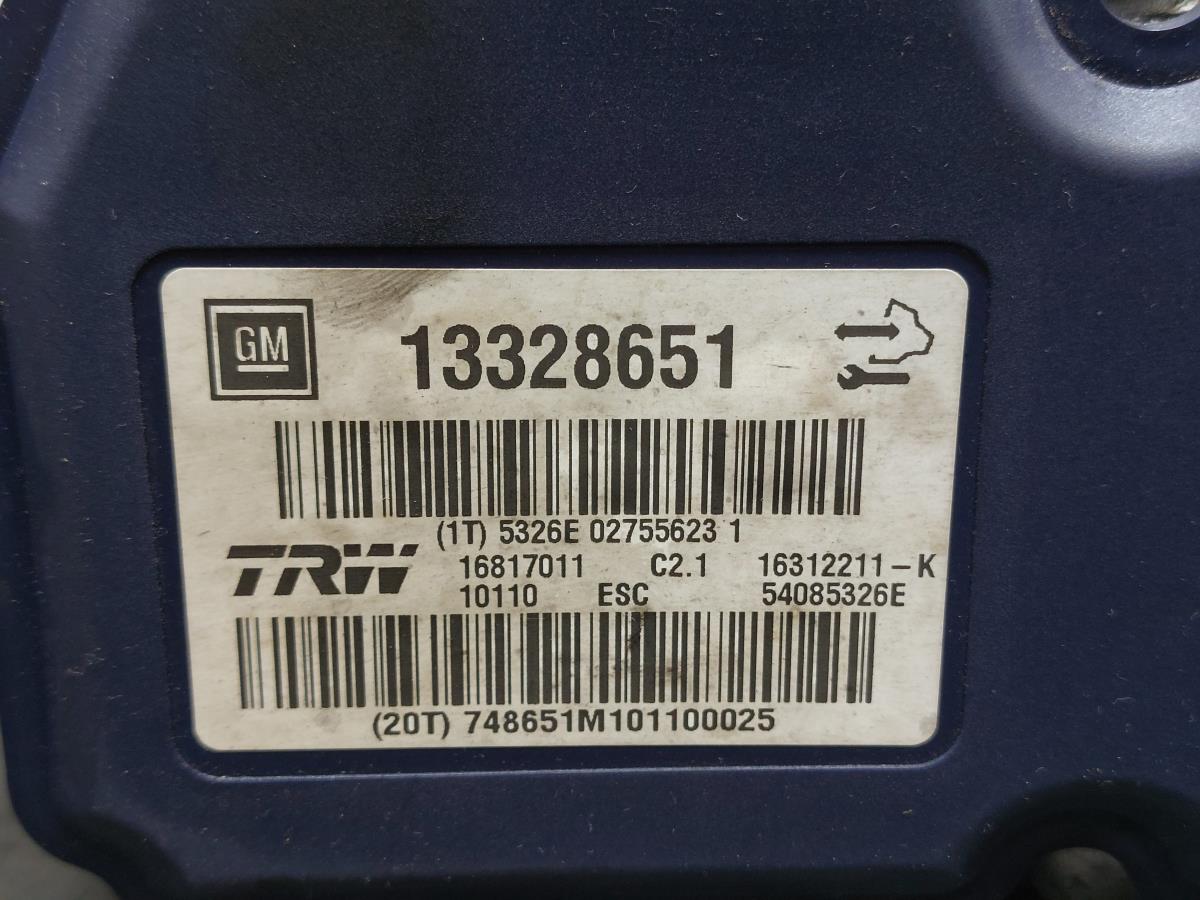 GM 13328651
(1T) 5326E 02755623 1
TRW 16817011 C2.1 16312211-K
10110 ESC 54085326E
(20T) 748651M101100025